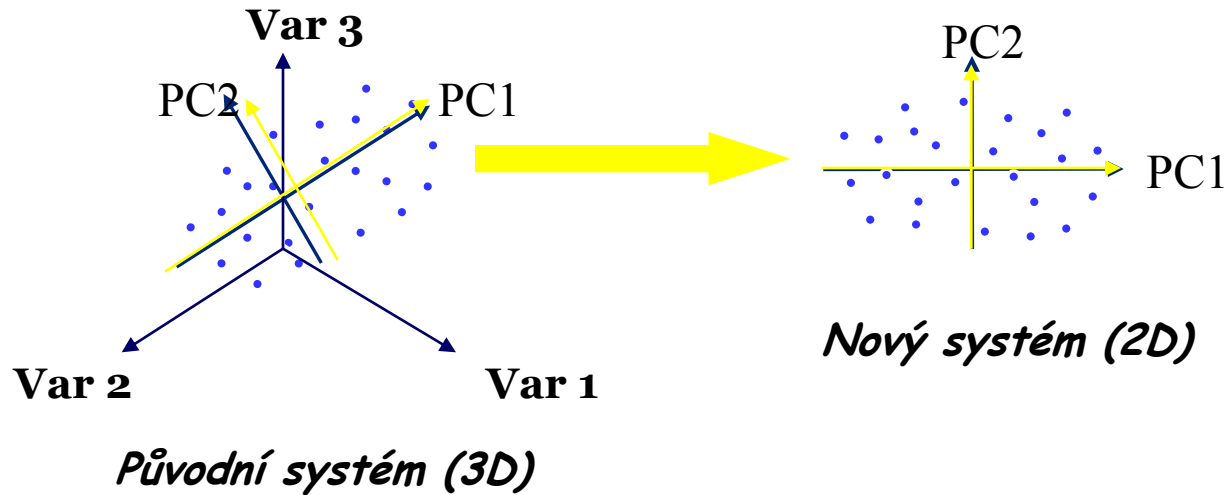 Var 3
PC2
PC1
Var 2
Var 1
Původní systém (3D)
PC2
PC1
Nový systém (2D)